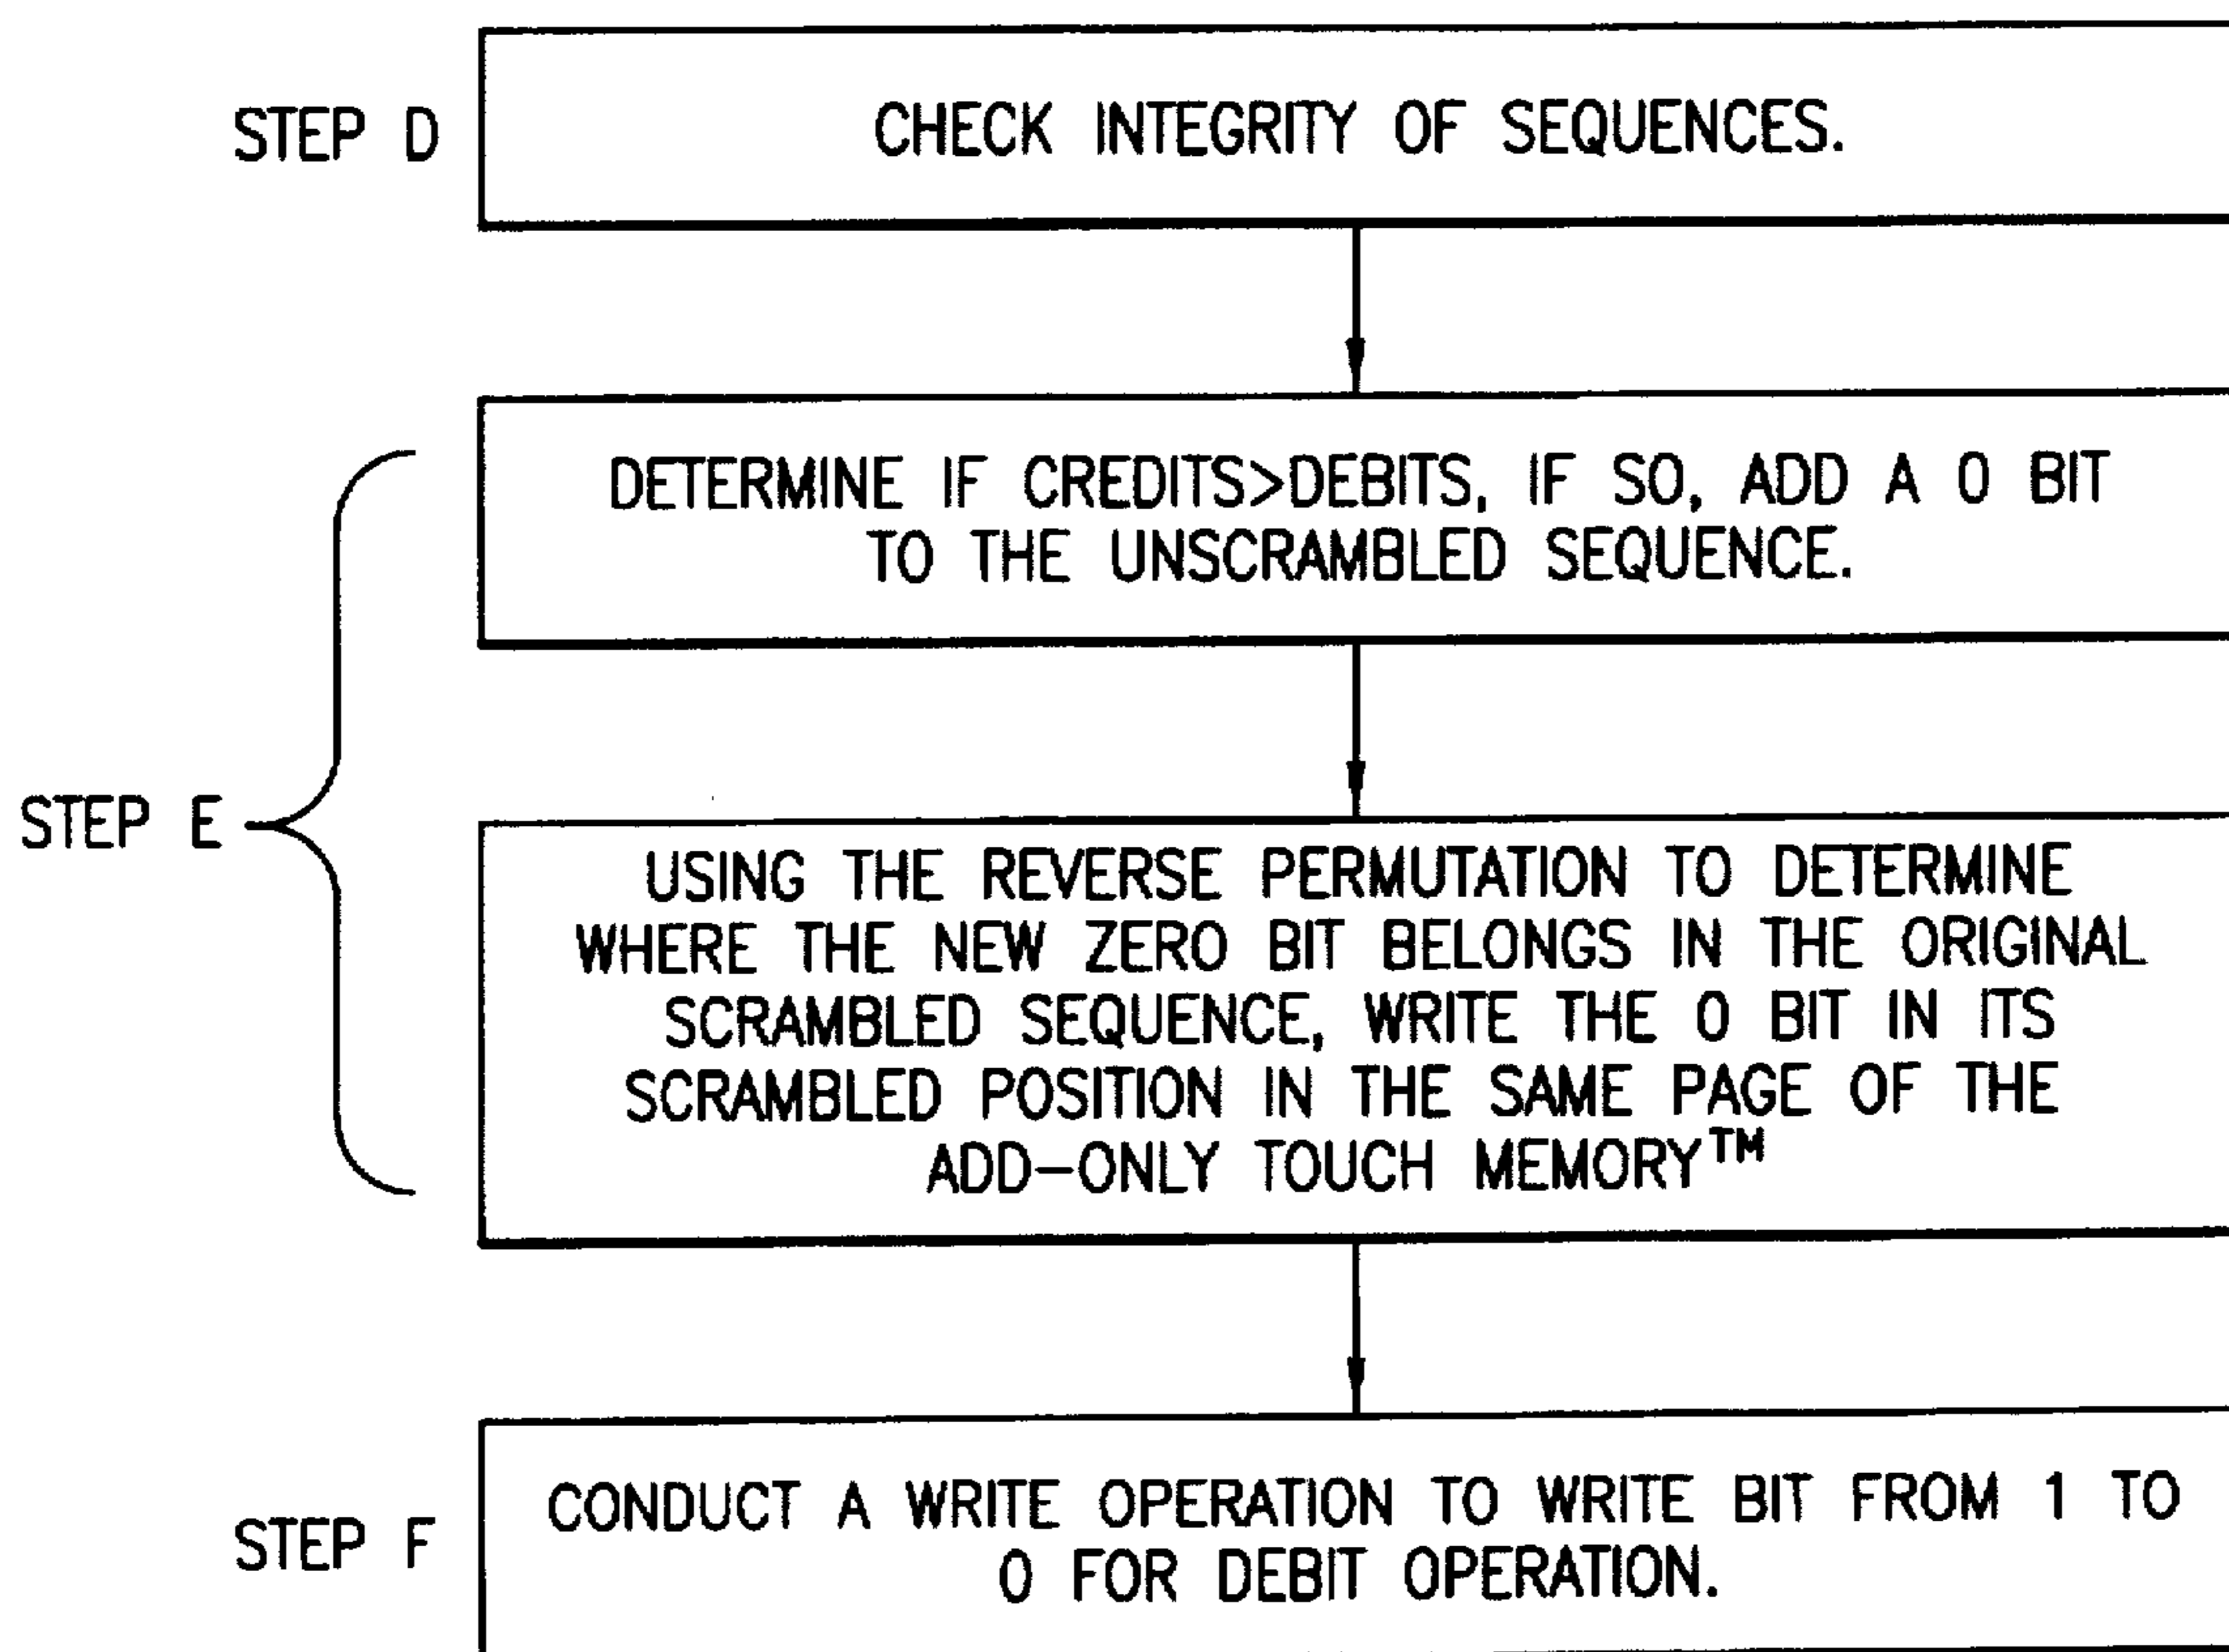 STEP D
CHECK INTEGRITY OF SEQUENCES.
DETERMINE IF CREDITS>DEBITS, IF SO, ADD A 0 BIT
TO THE UNSCRAMBLED SEQUENCE.
STEP E
USING THE REVERSE PERMUTATION TO DETERMINE
WHERE THE NEW ZERO BIT BELONGS IN THE ORIGINAL
SCRAMBLED SEQUENCE, WRITE THE 0 BIT IN ITS
SCRAMBLED POSITION IN THE SAME PAGE OF THE
ADD-ONLY TOUCH MEMORY™
STEP F
CONDUCT A WRITE OPERATION TO WRITE BIT FROM 1 TO
0 FOR DEBIT OPERATION.